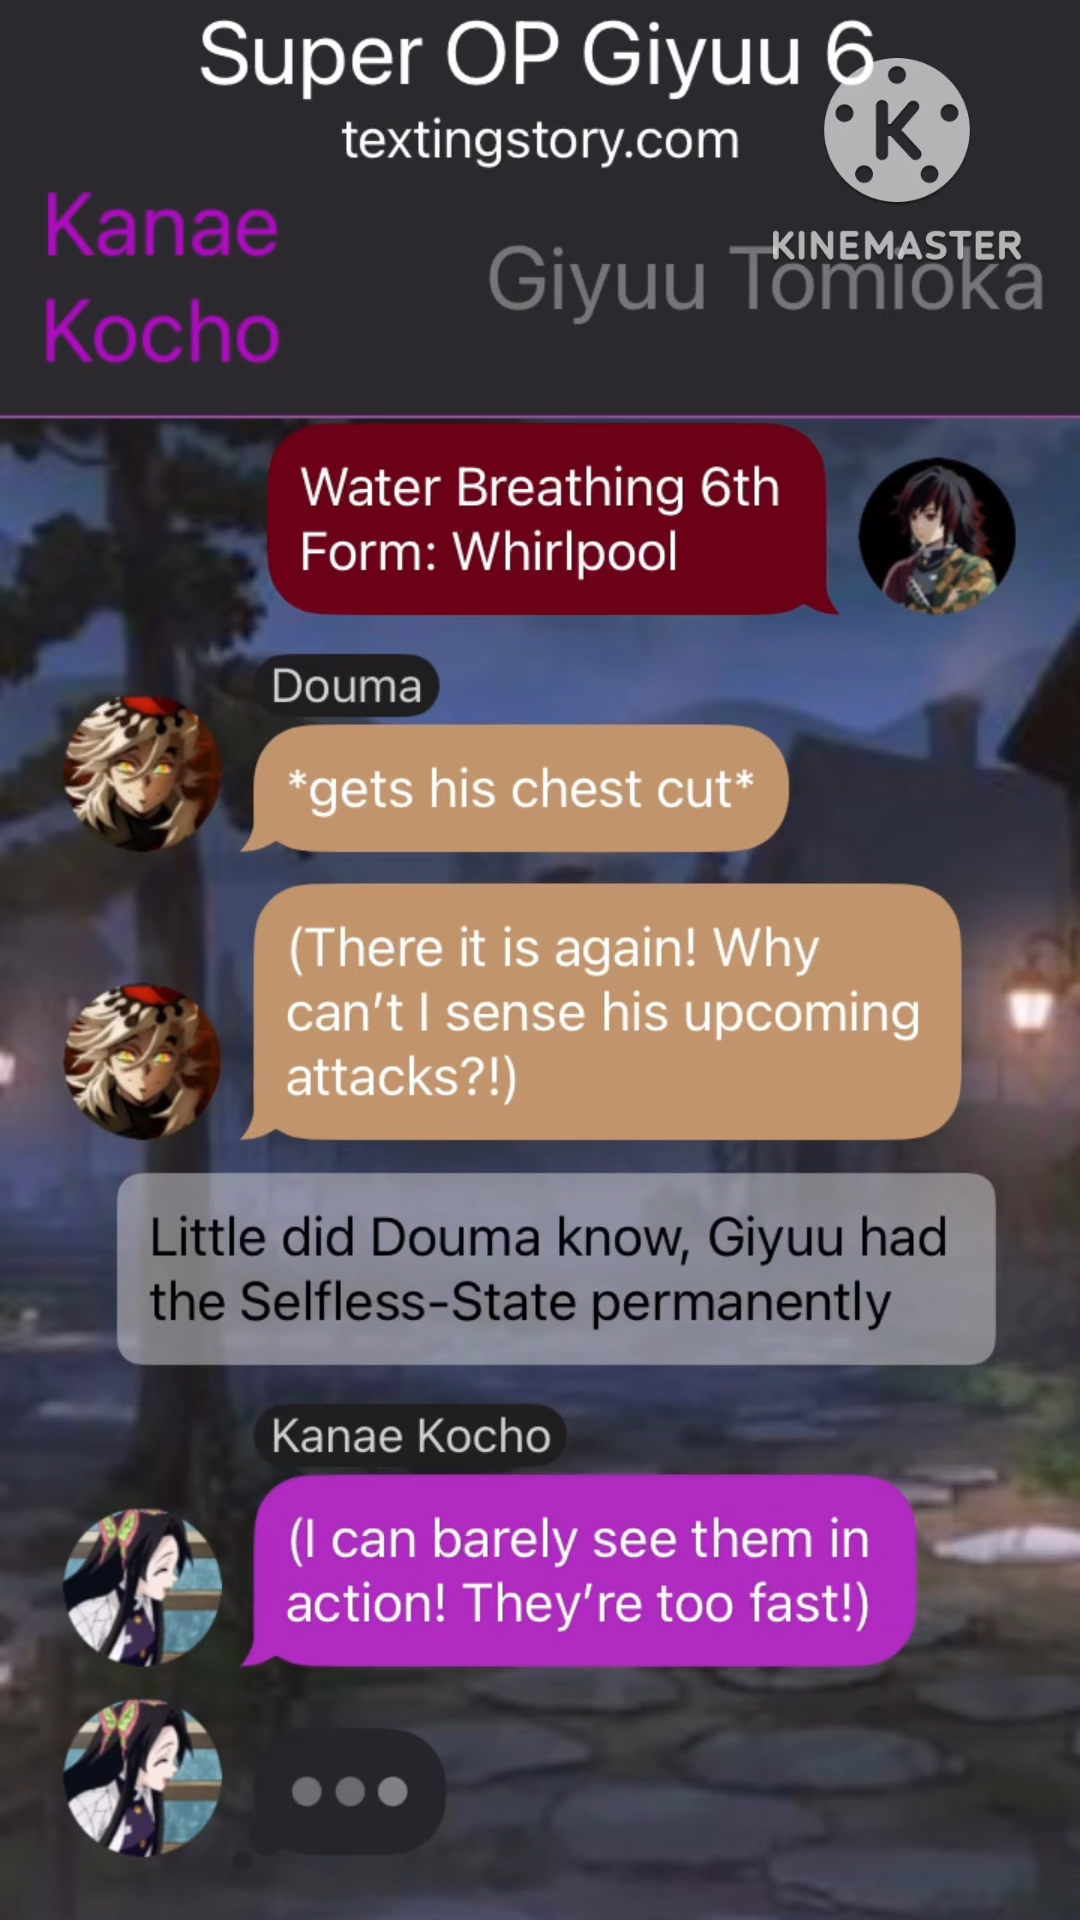 Super OP Giyuu 6
textingstory.com
K
KINEMASTER
Kanae
Kocho
Giyuu Tomioka
Water Breathing 6th
Form: Whirlpool
Douma
*gets his chest cut*
(There it is again! Why
can’t I sense his upcoming
attacks?!)
Little did Douma know, Giyuu had
the Selfless-State permanently
Kanae Kocho
(I can barely see them in
action! They’re too fast!)